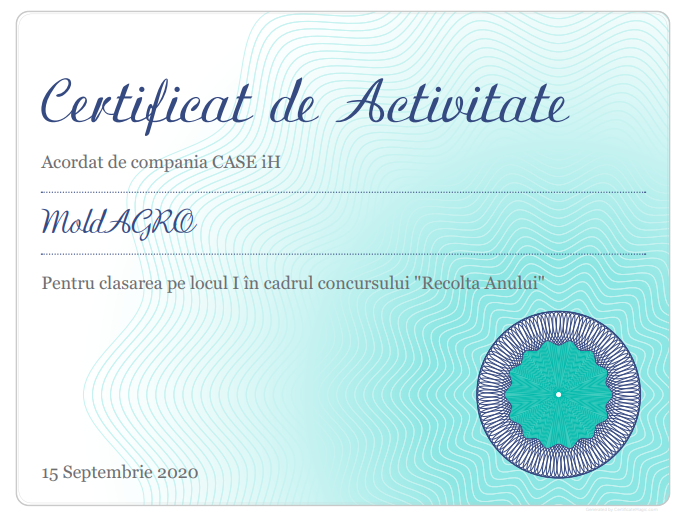 Certificat de Activitate
Acordat de compania CASE iH
MoldAGRO
Pentru clasarea pe locul I în cadrul concursului "Recolta Anului"
15 Septembrie 2020